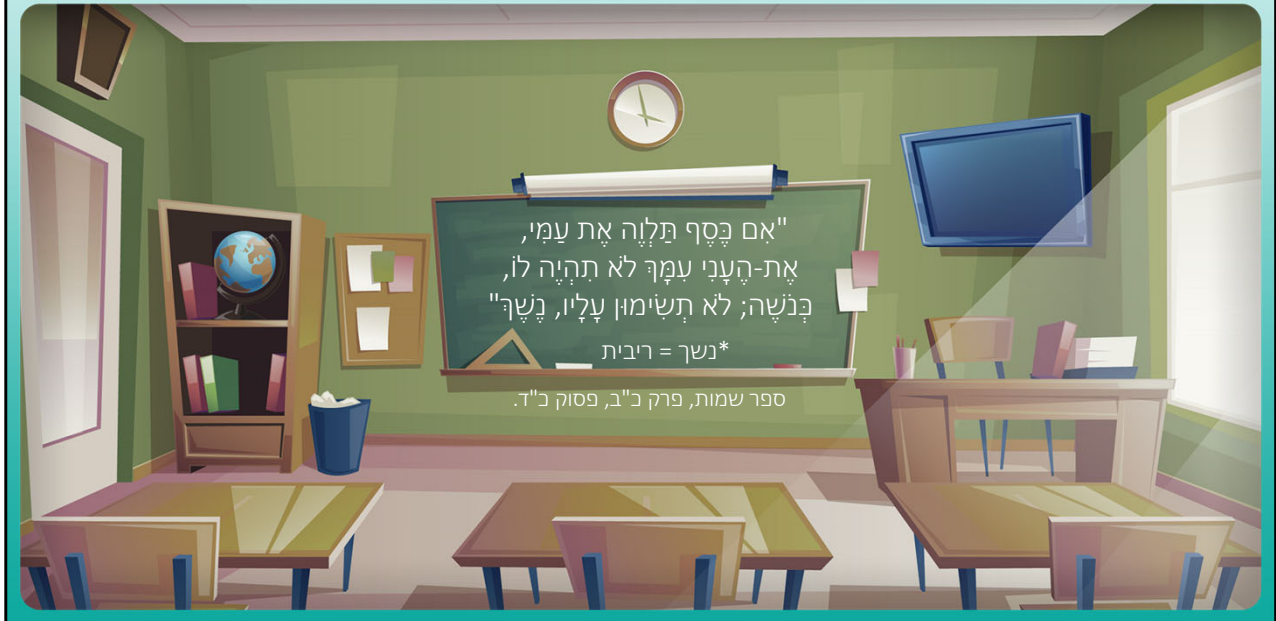 "אִם כֶּסֶף תַּלְוֶה אֶת עַמִּי,
אֶת-הֶעָנִי עִמָּךְ לֹא תִהְיֶה לוֹ,
כְּנֹשֶׁה; לֹא תְשִׂימוּן עָלָיו, נֶשֶׁךְ"
*נשך = ריבית
ספר שמות, פרק כ"ב, פסוק כ"ד.